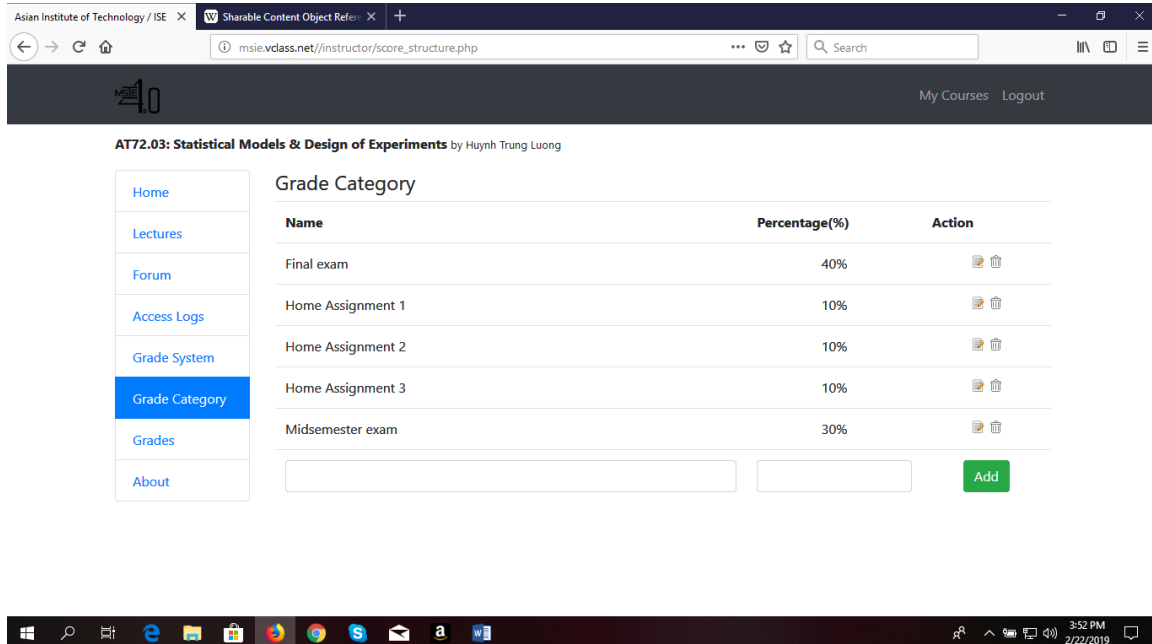 Asian Institute of Technology / ISE
Sharable Content Object Refere
msie.vclass.net//instructor/score_structure.php
Search
MSIE 4.0
My Courses Logout
AT72.03: Statistical Models & Design of Experiments by Huynh Trung Luong
Home
Lectures
Forum
Access Logs
Grade System
Grade Category
Grades
About
Grade Category
Name Percentage(%) Action
Final exam 40%
Home Assignment 1 10%
Home Assignment 2 10%
Home Assignment 3 10%
Midsemester exam 30%
Add
3:52 PM
2/22/2019